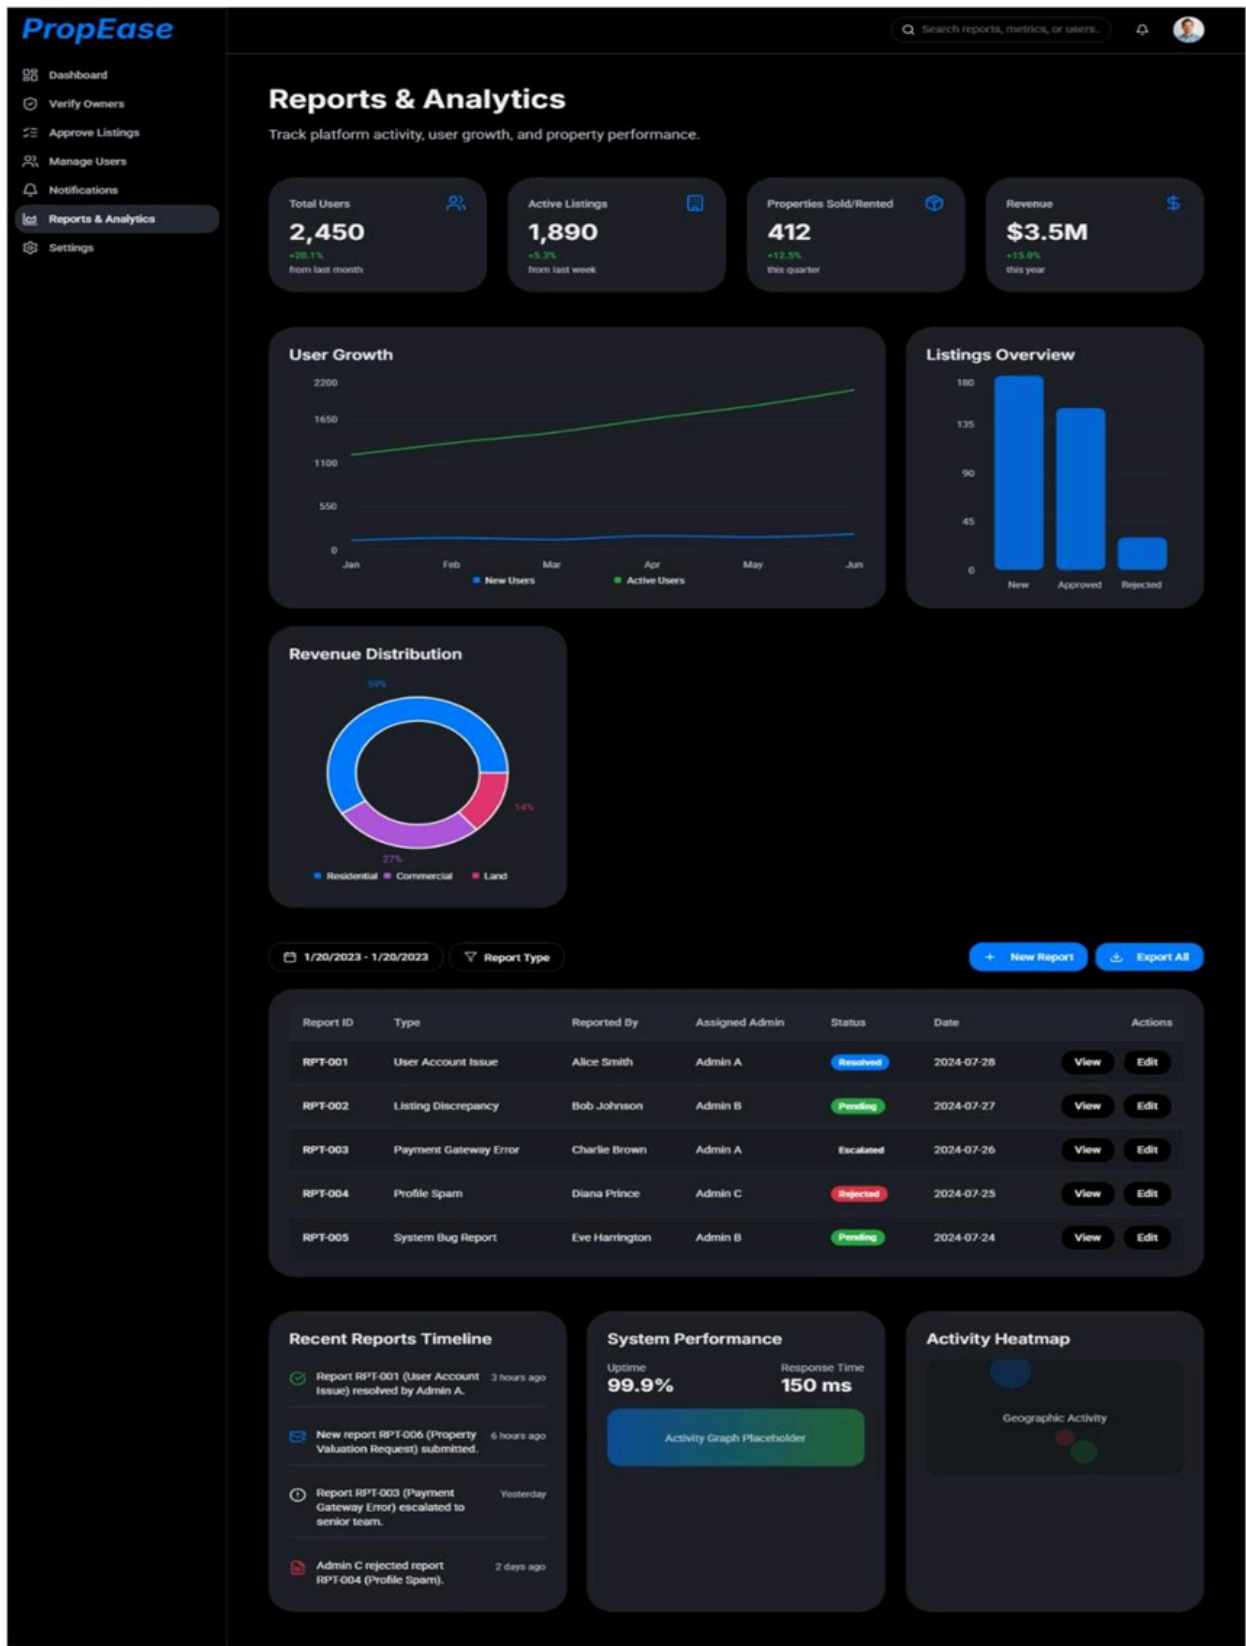 PropEase
Search reports, metrics, or users...
Dashboard
Verify Owners
Approve Listings
Manage Users
Notifications
Reports & Analytics
Settings
Reports & Analytics
Track platform activity, user growth, and property performance.
Total Users
2,450
+20.1%
from last month
Active Listings
1,890
+5.3%
from last week
Properties Sold/Rented
412
+12.5%
this quarter
Revenue
$3.5M
+15.0%
this year
User Growth
2200
1650
1100
550
0
Jan Feb Mar Apr May Jun
New Users Active Users
Listings Overview
180
135
90
45
0
New Approved Rejected
Revenue Distribution
59%
14%
27%
Residential Commercial Land
1/20/2023 - 1/20/2023 Report Type New Report Export All
Report ID Type Reported By Assigned Admin Status Date Actions
RPT-001 User Account Issue Alice Smith Admin A Resolved 2024-07-28 View Edit
RPT-002 Listing Discrepancy Bob Johnson Admin B Pending 2024-07-27 View Edit
RPT-003 Payment Gateway Error Charlie Brown Admin A Escalated 2024-07-26 View Edit
RPT-004 Profile Spam Diana Prince Admin C Rejected 2024-07-25 View Edit
RPT-005 System Bug Report Eve Harrington Admin B Pending 2024-07-24 View Edit
Recent Reports Timeline
Report RPT-001 (User Account 3 hours ago
Issue) resolved by Admin A.
New report RPT-006 (Property 6 hours ago
Valuation Request) submitted.
Report RPT-003 (Payment Yesterday
Gateway Error) escalated to
senior team.
Admin C rejected report 2 days ago
RPT-004 (Profile Spam).
System Performance
Uptime Response Time
99.9% 150 ms
Activity Graph Placeholder
Activity Heatmap
Geographic Activity